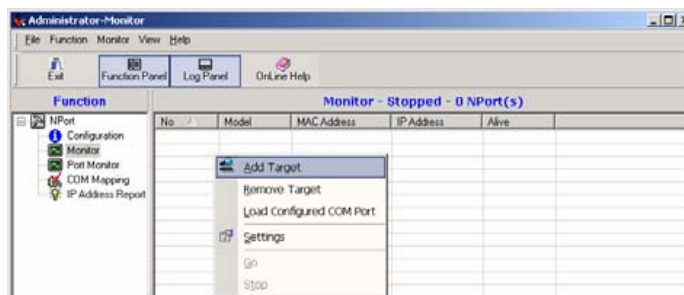 Administrator-Monitor
File Function Monitor View Help
Exit Function Panel Log Panel OnLine Help
Function
Monitor - Stopped - 0 NPort(s)
NPort
Configuration
Monitor
Port Monitor
COM Mapping
IP Address Report
No Model MAC Address IP Address Alive
Add Target
Remove Target
Load Configured COM Port
Settings
Go
Stop